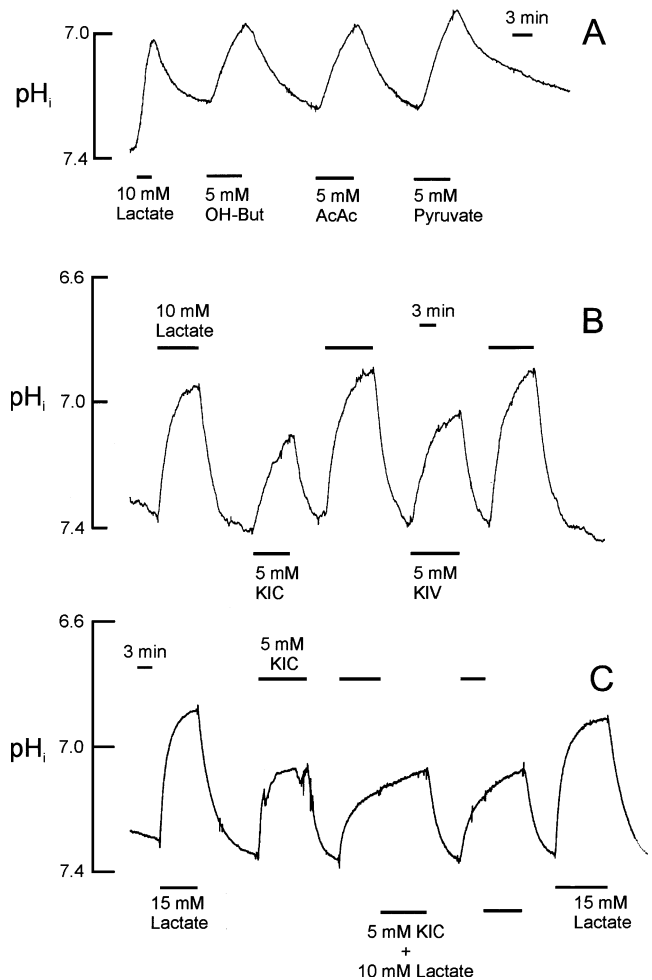 3 min
A
7.0
pHi
7.4
10 mM
Lactate
5 mM
OH-But
5 mM
AcAc
5 mM
Pyruvate
6.6
10 mM
Lactate
3 min
B
pHi
7.0
7.4
5 mM
KIC
5 mM
KIV
6.6
3 min
5 mM
KIC
C
pHi
7.0
7.4
15 mM
Lactate
5 mM KIC
+
10 mM Lactate
15 mM
Lactate